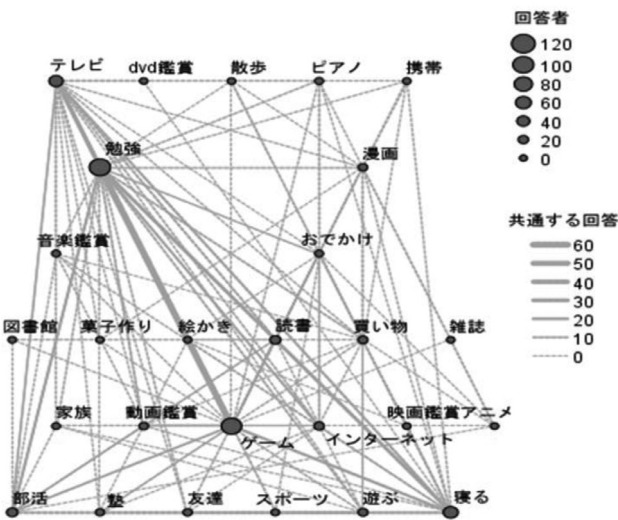 回答者
120
100
80
60
40
20
0
共通する回答
60
50
40
30
20
10
0
テレビ dvd鑑賞 散歩 ピアノ 携帯
勉強 漫画
音楽鑑賞 おでかけ
図書館 菓子作り 絵かき 読書 買い物 雑誌
家族 動画鑑賞 ゲーム インターネット 映画鑑賞 アニメ
部活 塾 友達 スポーツ 遊ぶ 寝る